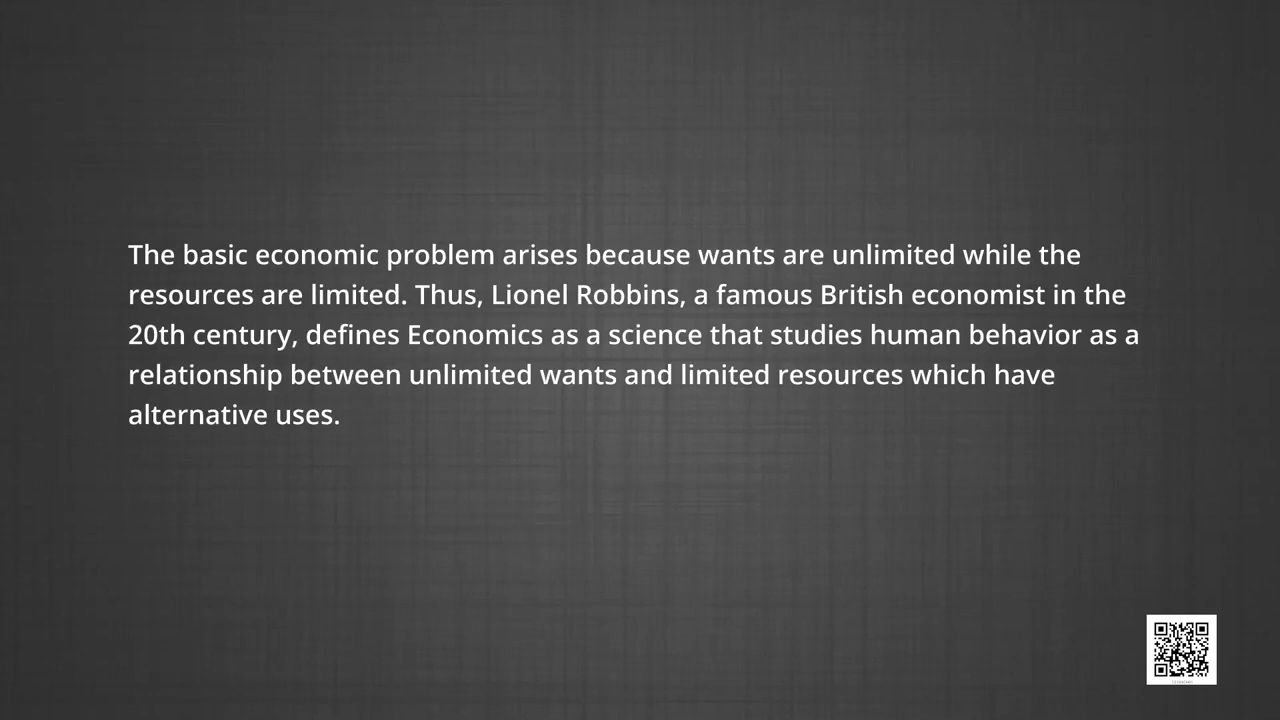 The basic economic problem arises because wants are unlimited while the
resources are limited. Thus, Lionel Robbins, a famous British economist in the
20th century, defines Economics as a science that studies human behavior as a
relationship between unlimited wants and limited resources which have
alternative uses.